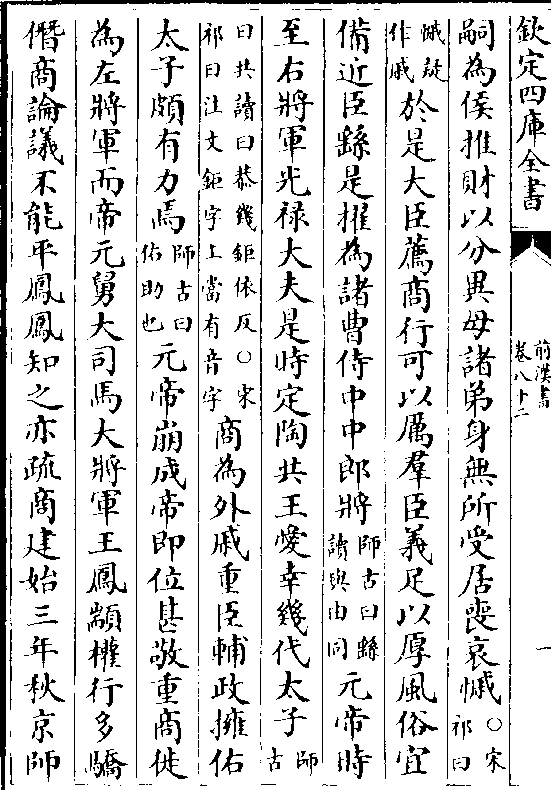 欽定四庫全書
前漢書
卷八十二
一
嗣為侯推財以分異母諸弟身無所受居喪哀慽○宋祁曰
慽疑作戚於是大臣薦商行可以厲羣臣義足以厚風俗宜
備近臣繇是擢為諸曹侍中中郎將師古曰繇讀與由同元帝時
至右將軍光禄大夫是時定陶共王愛幸幾代太子師古
曰共讀曰恭幾鉅依反○宋祁曰注文鉅字上當有音字商為外戚重臣輔政擁佑
太子頗有力焉師古曰佑助也元帝崩成帝即位甚敬重商徙
為左將軍而帝元舅大司馬大將軍王鳳顓權行多驕
僭商論議不能平鳳鳳知之亦疏商建始三年秋京師